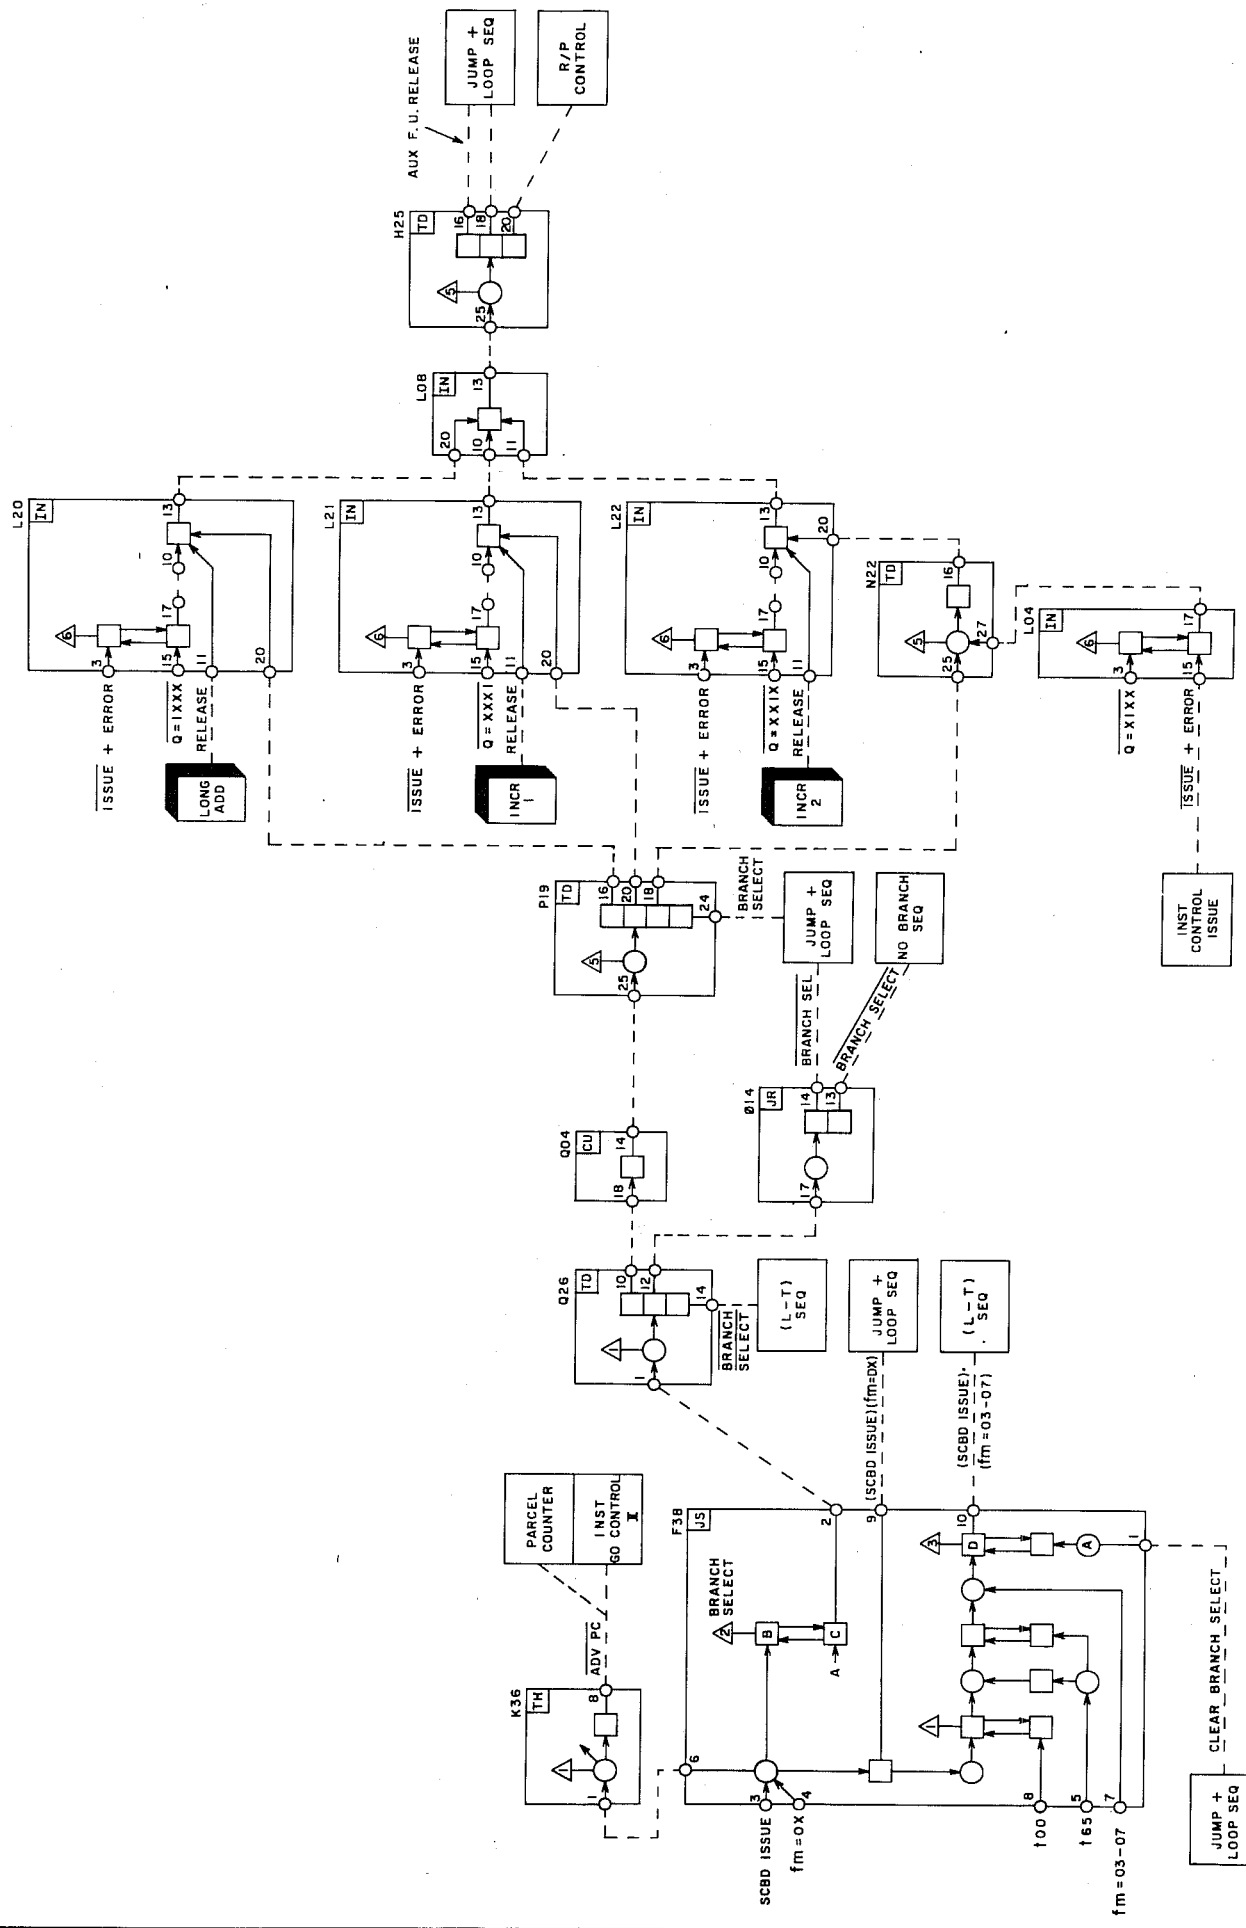 K36
TH
1
1
8
ADV PC
PARCEL
COUNTER
INST
GO CONTROL
II
F38
JS
6
SCBD ISSUE
3
fm=0X
4
2
BRANCH
SELECT
B
C
A
2
9
(SCBD ISSUE)(fm=0X)
JUMP +
LOOP SEQ
1
3
D
10
(SCBD ISSUE)·
(fm=03-07)
(L-T)
SEQ
A
t00
8
t65
5
fm=03-07
7
1
CLEAR BRANCH SELECT
JUMP +
LOOP SEQ
Q26
TD
1
1
10
12
14
BRANCH
SELECT
(L-T)
SEQ
Q04
CU
18
14
Ø14
JR
17
14
13
BRANCH SEL
BRANCH SELECT
JUMP +
LOOP SEQ
NO BRANCH
SEQ
P19
TD
5
25
16
20
18
24
BRANCH
SELECT
L20
IN
ISSUE + ERROR
3
6
Q=1XXX
15
17
10
13
RELEASE
11
20
LONG
ADD
L21
IN
ISSUE + ERROR
3
6
Q=XXX1
15
17
10
13
RELEASE
11
20
INCR
1
L22
IN
ISSUE + ERROR
3
6
Q=XX1X
15
17
10
13
RELEASE
11
20
INCR
2
N22
TD
5
25
27
16
L04
IN
6
Q=X1XX
3
ISSUE + ERROR
15
17
INST
CONTROL
ISSUE
L08
IN
20
10
11
13
H25
TD
5
25
16
18
20
AUX F.U. RELEASE
JUMP +
LOOP SEQ
R/P
CONTROL